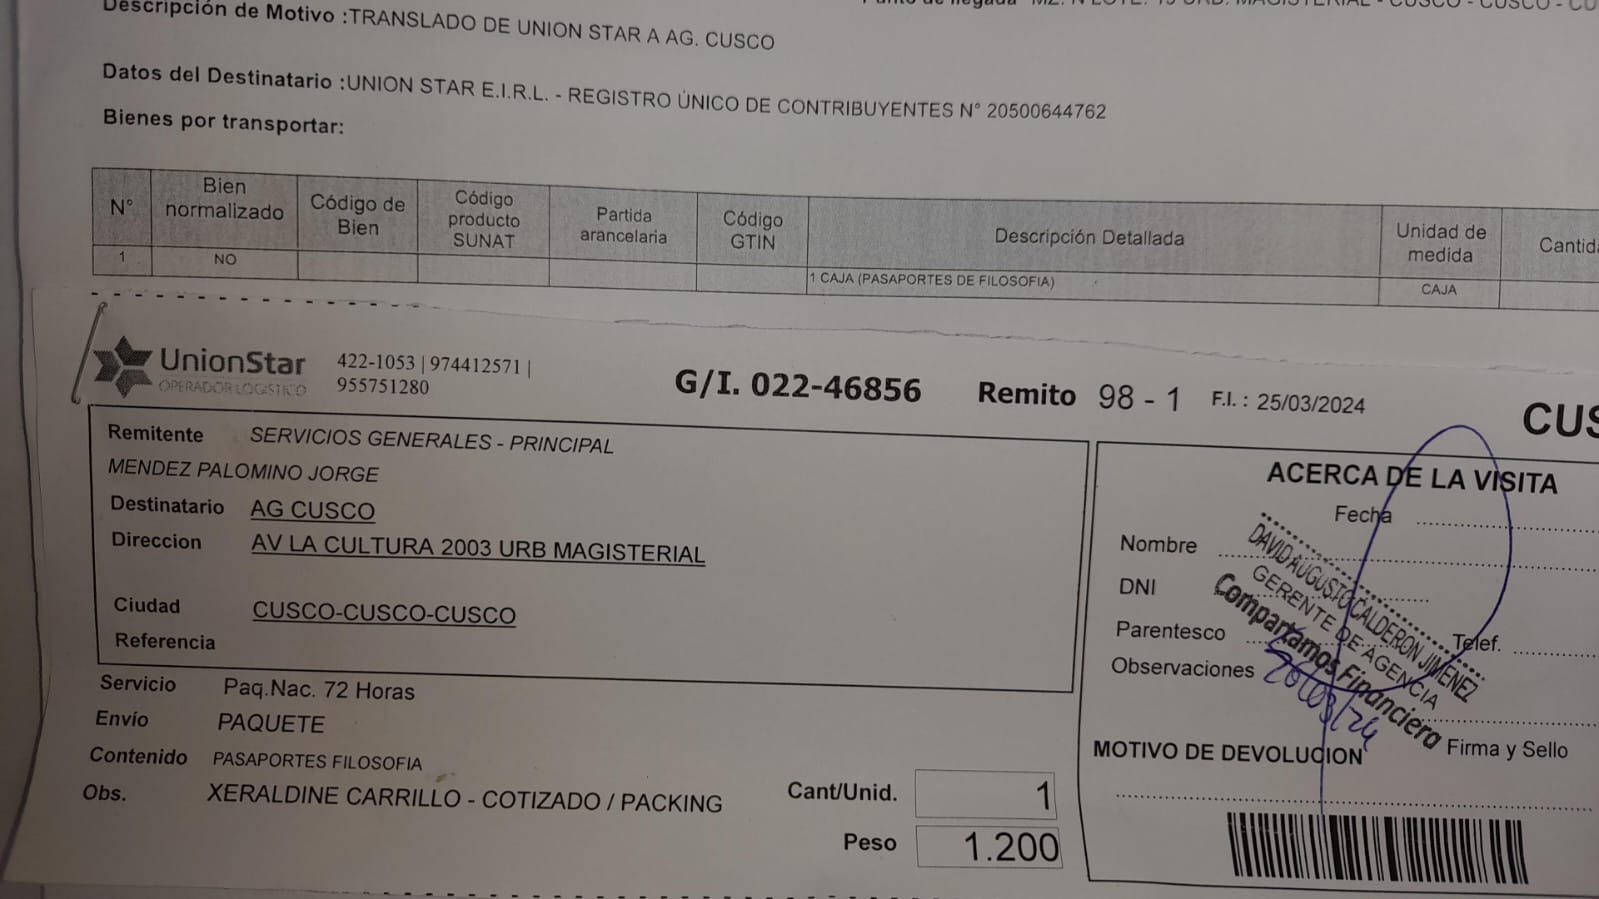 Descripción de Motivo :TRANSLADO DE UNION STAR A AG. CUSCO
Datos del Destinatario :UNION STAR E.I.R.L. - REGISTRO ÚNICO DE CONTRIBUYENTES N° 20500644762
Bienes por transportar:
N° Bien normalizado Código de Bien Código producto SUNAT Partida arancelaria Código GTIN Descripción Detallada Unidad de medida
1 NO 1 CAJA (PASAPORTES DE FILOSOFIA) CAJA
UnionStar
OPERADOR LOGISTICO
422-1053 | 974412571 |
955751280
G/I. 022-46856 Remito 98 - 1 F.I. : 25/03/2024
Remitente SERVICIOS GENERALES - PRINCIPAL
MENDEZ PALOMINO JORGE
Destinatario AG CUSCO
Direccion AV LA CULTURA 2003 URB MAGISTERIAL
Ciudad CUSCO-CUSCO-CUSCO
Referencia
Servicio Paq.Nac. 72 Horas
Envío PAQUETE
Contenido PASAPORTES FILOSOFIA
Obs. XERALDINE CARRILLO - COTIZADO / PACKING
Cant/Unid. 1
Peso 1.200
ACERCA DE LA VISITA
Fecha
Nombre
DNI
Parentesco Telef.
Observaciones
DAVID AUGUSTO CALDERON JIMENEZ
GERENTE DE AGENCIA
Compartamos Financiera
Firma y Sello
MOTIVO DE DEVOLUCION